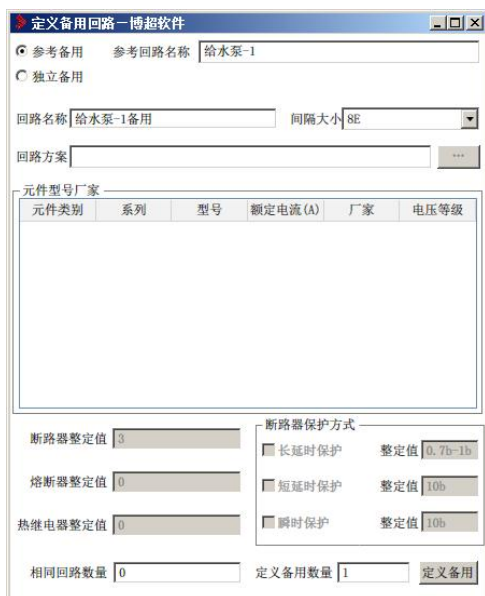 定义备用回路－博超软件
参考备用 参考回路名称 给水泵-1
独立备用
回路名称 给水泵-1备用 间隔大小 8E
回路方案 ...
元件型号厂家
元件类别 系列 型号 额定电流(A) 厂家 电压等级
断路器保护方式
断路器整定值 3 长延时保护 整定值 0.7b-1b
熔断器整定值 0 短延时保护 整定值 10b
热继电器整定值 0 瞬时保护 整定值 10b
相同回路数量 0 定义备用数量 1 定义备用